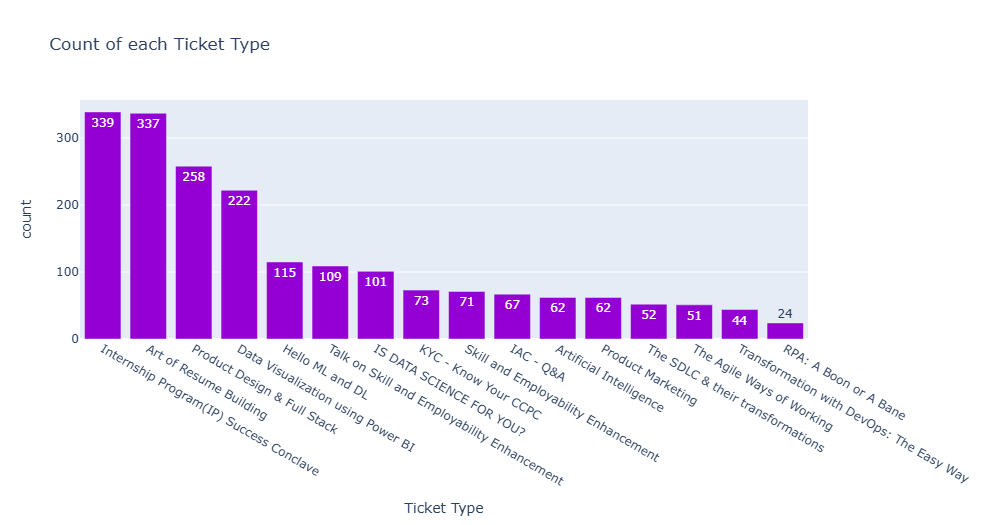 Count of each Ticket Type
count
300
200
100
0
339
337
258
222
115
109
101
73
71
67
62
62
52
51
44
24
Internship Program(IP) Success Conclave
Art of Resume Building
Product Design & Full Stack
Data Visualization using Power BI
Hello ML and DL
Talk on Skill and Employability Enhancement
IS DATA SCIENCE FOR YOU?
KYC - Know Your CCPC
Skill and Employability Enhancement
IAC - Q&A
Artificial Intelligence
Product Marketing
The SDLC & their transformations
The Agile Ways of Working
Transformation with DevOps: The Easy Way
RPA: A Boon or A Bane
Ticket Type